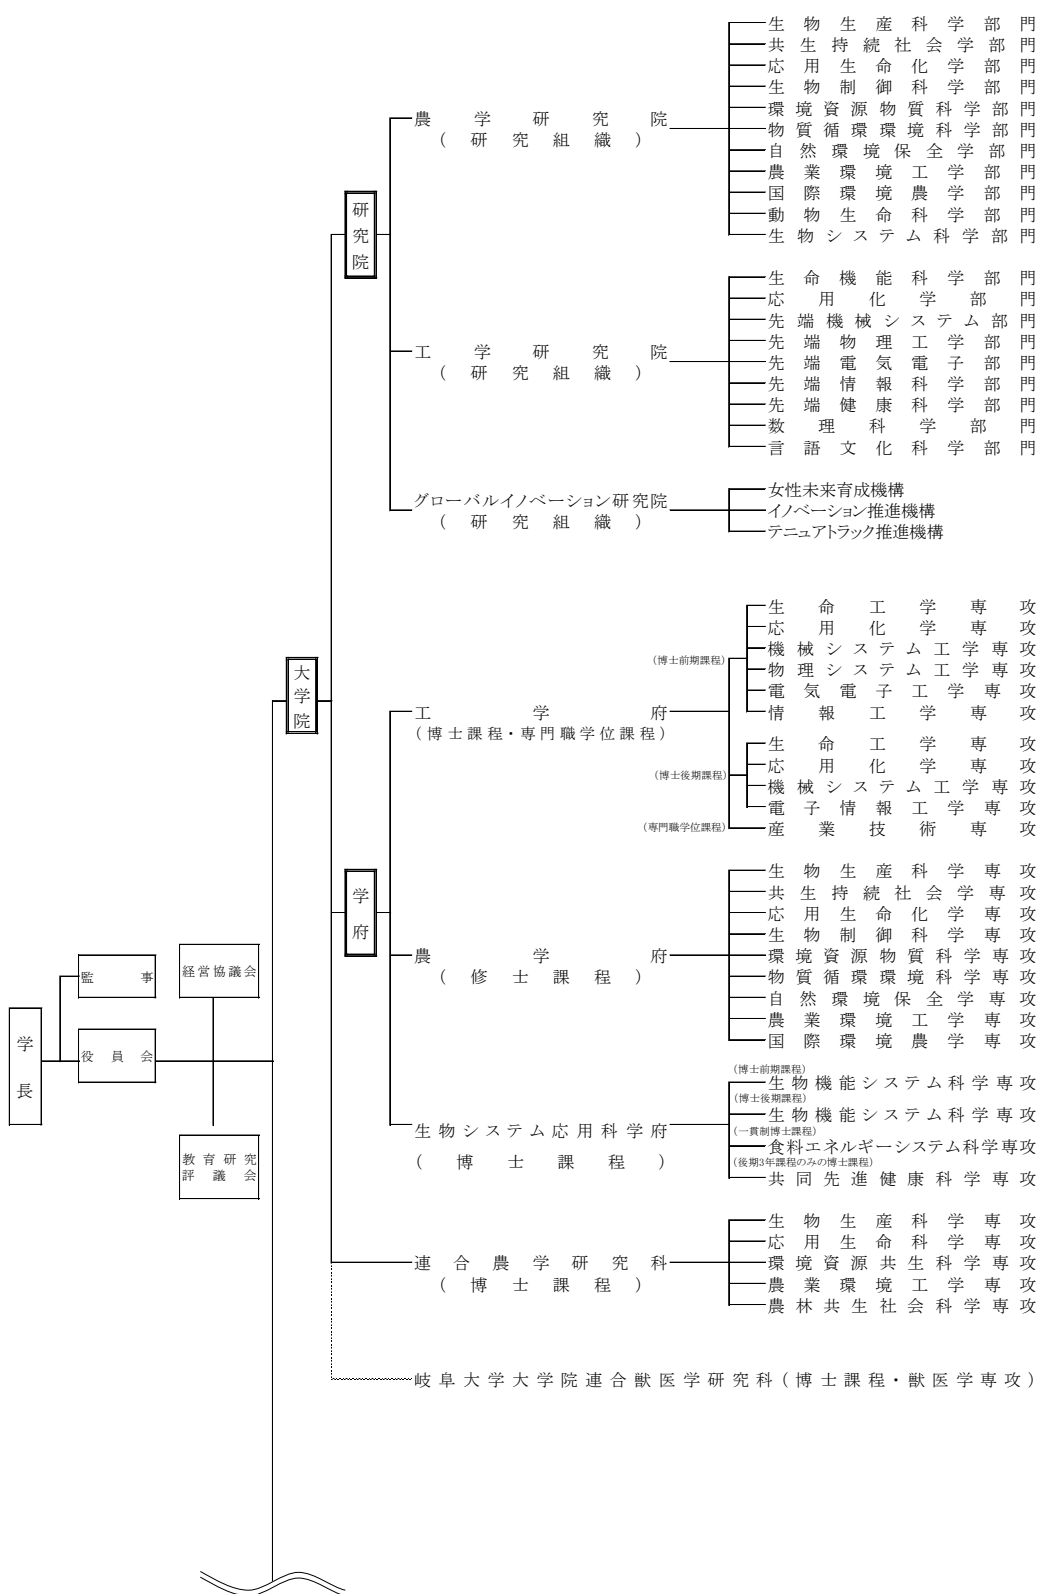 学長
監事
役員会
経営協議会
教育研究
評議会
大学院
研究院
農学研究院
(研究組織)
生物生産科学部門
共生持続社会学部門
応用生命化学部門
生物制御科学部門
環境資源物質科学部門
物質循環環境科学部門
自然環境保全学部門
農業環境工学部門
国際環境農学部門
動物生命科学部門
生物システム科学部門
工学研究院
(研究組織)
生命機能科学部門
応用化学部門
先端機械システム部門
先端物理工学部門
先端電気電子部門
先端情報科学部門
先端健康科学部門
数理科学部門
言語文化科学部門
グローバルイノベーション研究院
(研究組織)
女性未来育成機構
イノベーション推進機構
テニュアトラック推進機構
学府
工学府
(博士課程・専門職学位課程)
(博士前期課程)
生命工学専攻
応用化学専攻
機械システム工学専攻
物理システム工学専攻
電気電子工学専攻
情報工学専攻
(博士後期課程)
生命工学専攻
応用化学専攻
機械システム工学専攻
電子情報工学専攻
(専門職学位課程)
産業技術専攻
農学府
(修士課程)
生物生産科学専攻
共生持続社会学専攻
応用生命化学専攻
生物制御科学専攻
環境資源物質科学専攻
物質循環環境科学専攻
自然環境保全学専攻
農業環境工学専攻
国際環境農学専攻
生物システム応用科学府
(博士課程)
(博士前期課程)
生物機能システム科学専攻
(博士後期課程)
生物機能システム科学専攻
(一貫制博士課程)
食料エネルギーシステム科学専攻
(後期3年課程のみの博士課程)
共同先進健康科学専攻
連合農学研究科
(博士課程)
生物生産科学専攻
応用生命科学専攻
環境資源共生科学専攻
農業環境工学専攻
農林共生社会科学専攻
岐阜大学大学院連合獣医学研究科(博士課程・獣医学専攻)